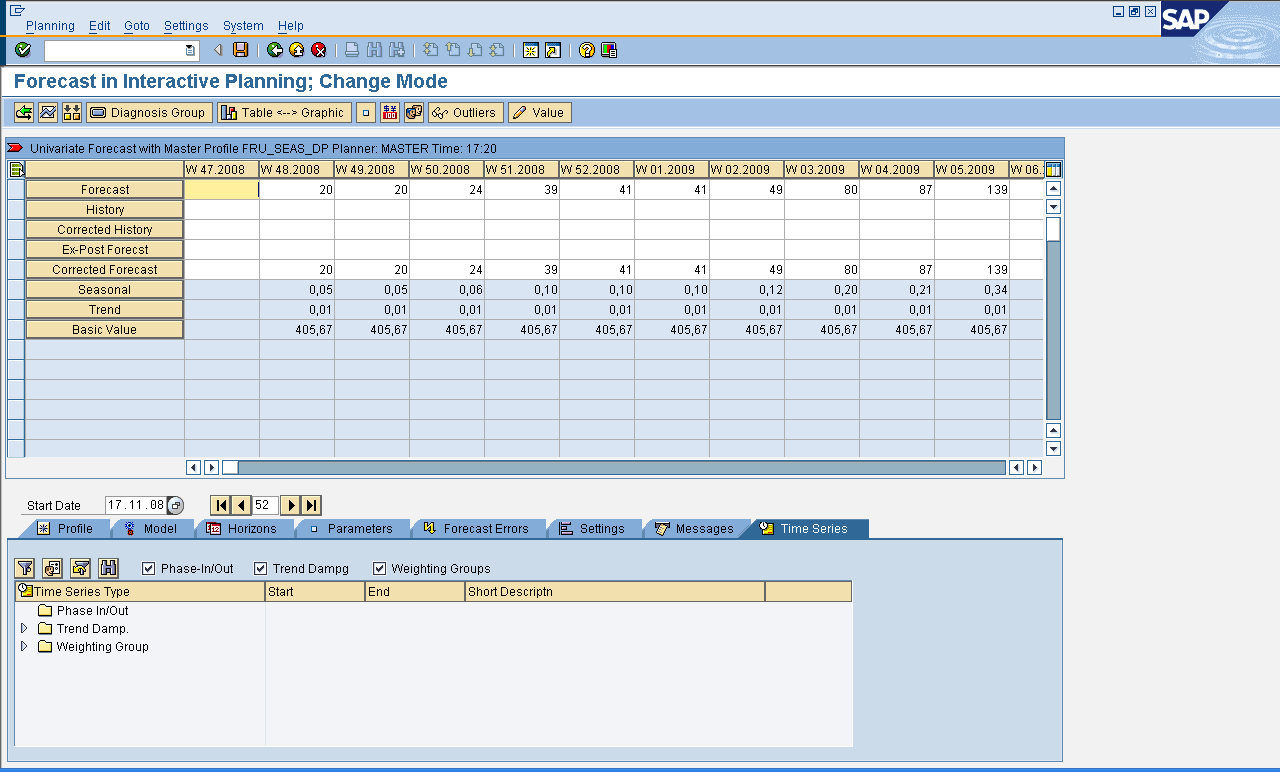 Planning Edit Goto Settings System Help
SAP
Forecast in Interactive Planning; Change Mode
Diagnosis Group Table <--> Graphic Outliers Value
Univariate Forecast with Master Profile FRU_SEAS_DP Planner: MASTER Time: 17:20
W 47.2008 W 48.2008 W 49.2008 W 50.2008 W 51.2008 W 52.2008 W 01.2009 W 02.2009 W 03.2009 W 04.2009 W 05.2009 W 06.
Forecast 20 20 24 39 41 41 49 80 87 139
History
Corrected History
Ex-Post Forecst
Corrected Forecast 20 20 24 39 41 41 49 80 87 139
Seasonal 0,05 0,05 0,06 0,10 0,10 0,10 0,12 0,20 0,21 0,34
Trend 0,01 0,01 0,01 0,01 0,01 0,01 0,01 0,01 0,01 0,01
Basic Value 405,67 405,67 405,67 405,67 405,67 405,67 405,67 405,67 405,67 405,67
Start Date 17.11.08 52
Profile Model Horizons Parameters Forecast Errors Settings Messages Time Series
Phase-In/Out Trend Dampg Weighting Groups
Time Series Type Start End Short Descriptn
Phase In/Out
Trend Damp.
Weighting Group